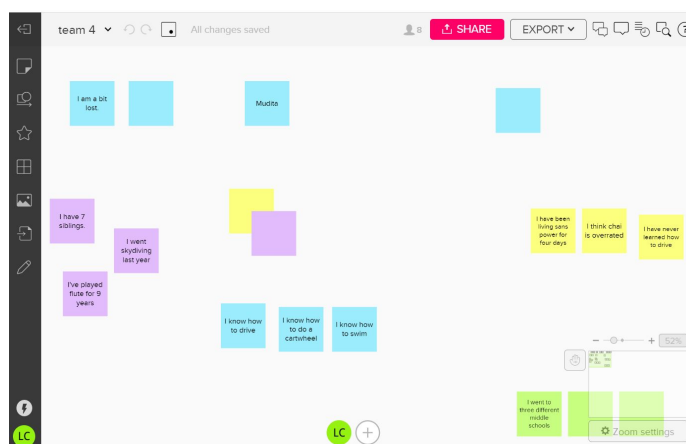 team 4
All changes saved
8
SHARE
EXPORT
?
I am a bit
lost.
Mudita
I have 7
siblings.
I went
skydiving
last year
I've played
flute for 9
years
I have been
living sans
power for
four days
I think chai
is overrated
I have never
learned how
to drive
I know how
to drive
I know how
to do a
cartwheel
I know how
to swim
52%
I went to
three different
middle
schools
Zoom settings
LC
LC